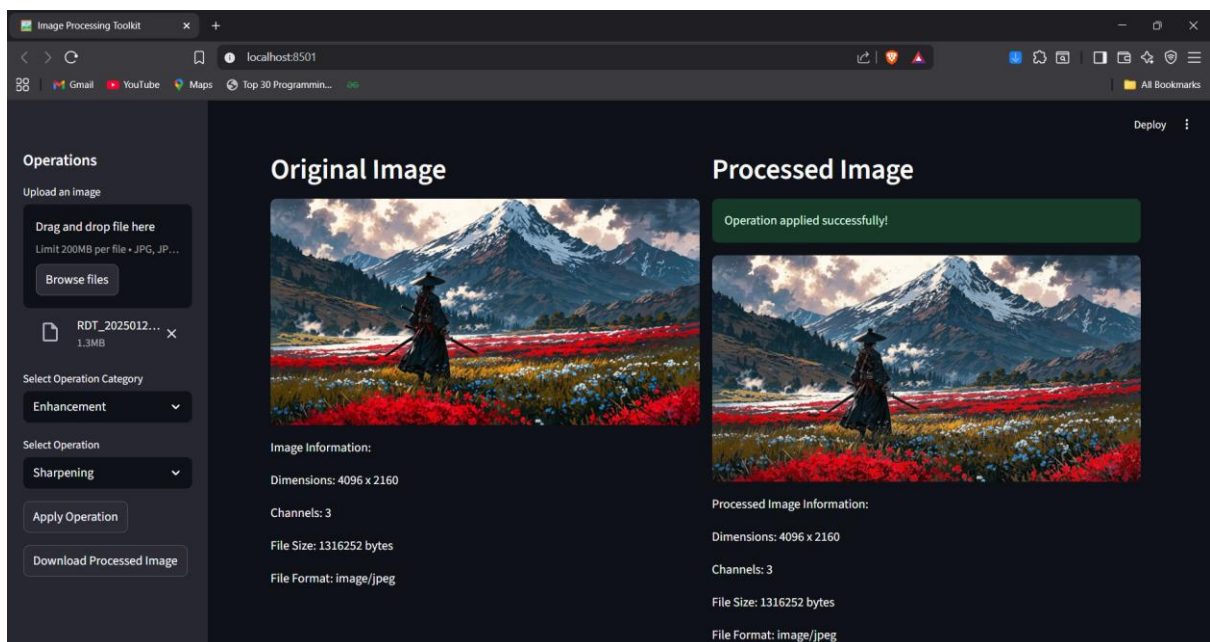 Image Processing Toolkit
localhost:8501
Gmail YouTube Maps Top 30 Programmin...
All Bookmarks
Deploy
Operations
Upload an image
Drag and drop file here
Limit 200MB per file • JPG, JP...
Browse files
RDT_2025012...
1.3MB
Select Operation Category
Enhancement
Select Operation
Sharpening
Apply Operation
Download Processed Image
Original Image
Image Information:
Dimensions: 4096 x 2160
Channels: 3
File Size: 1316252 bytes
File Format: image/jpeg
Processed Image
Operation applied successfully!
Processed Image Information:
Dimensions: 4096 x 2160
Channels: 3
File Size: 1316252 bytes
File Format: image/jpeg